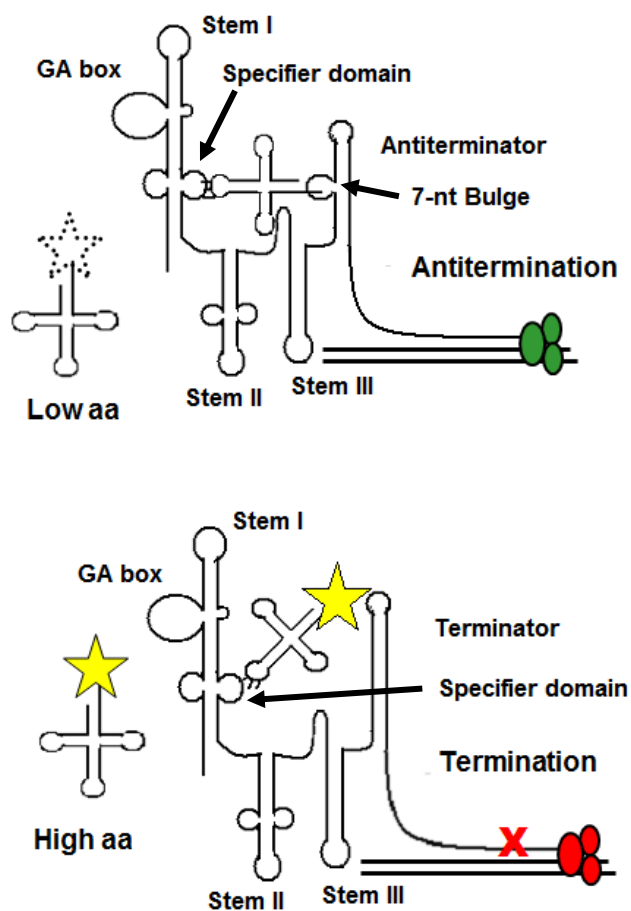 Stem I
GA box
Specifier domain
Antiterminator
7-nt Bulge
Antitermination
Low aa
Stem II
Stem III
Stem I
GA box
Terminator
Specifier domain
Termination
High aa
X
Stem II
Stem III